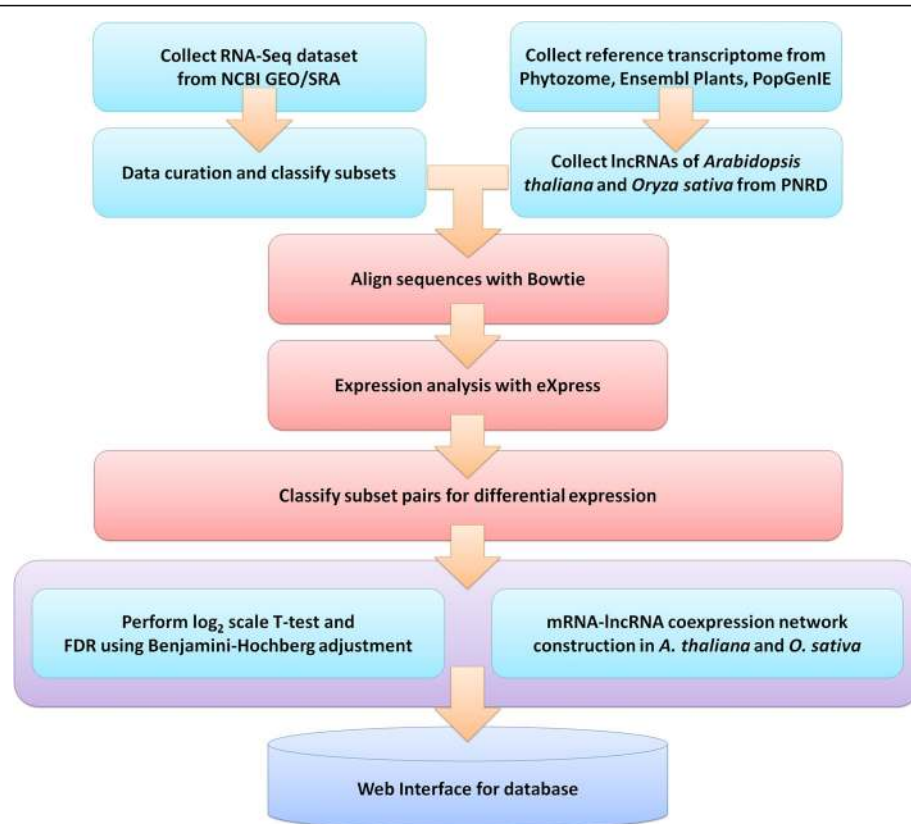 Collect RNA-Seq dataset
from NCBI GEO/SRA
Collect reference transcriptome from
Phytozome, Ensembl Plants, PopGenIE
Data curation and classify subsets
Collect lncRNAs of Arabidopsis
thaliana and Oryza sativa from PNRD
Align sequences with Bowtie
Expression analysis with eXpress
Classify subset pairs for differential expression
Perform log₂ scale T-test and
FDR using Benjamini-Hochberg adjustment
mRNA-lncRNA coexpression network
construction in A. thaliana and O. sativa
Web Interface for database